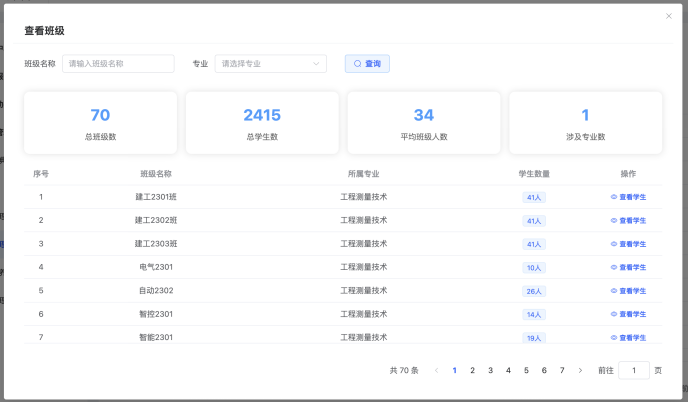 查看班级
班级名称 请输入班级名称 专业 请选择专业 查询
70 2415 34 1
总班级数 总学生数 平均班级人数 涉及专业数
序号 班级名称 所属专业 学生数量 操作
1 建工2301班 工程测量技术 41人 查看学生
2 建工2302班 工程测量技术 41人 查看学生
3 建工2303班 工程测量技术 41人 查看学生
4 电气2301 工程测量技术 10人 查看学生
5 自动2302 工程测量技术 26人 查看学生
6 智控2301 工程测量技术 14人 查看学生
7 智能2301 工程测量技术 19人 查看学生
共 70 条 1 2 3 4 5 6 7 前往 1 页